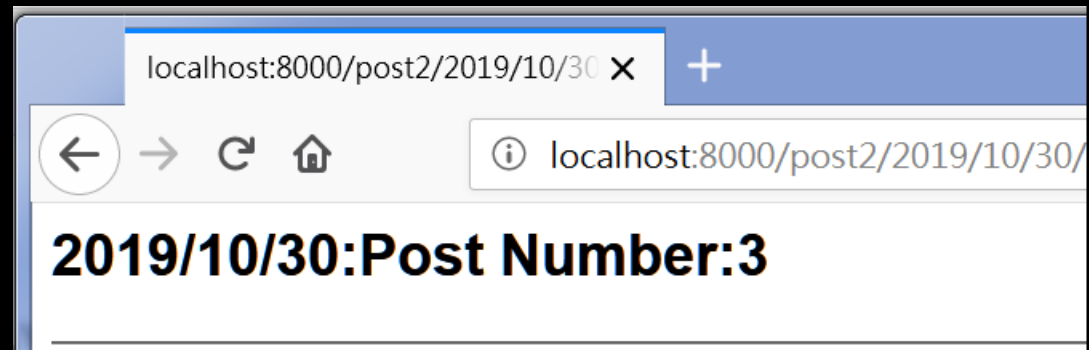 localhost:8000/post2/2019/10/30
localhost:8000/post2/2019/10/30/
2019/10/30:Post Number:3